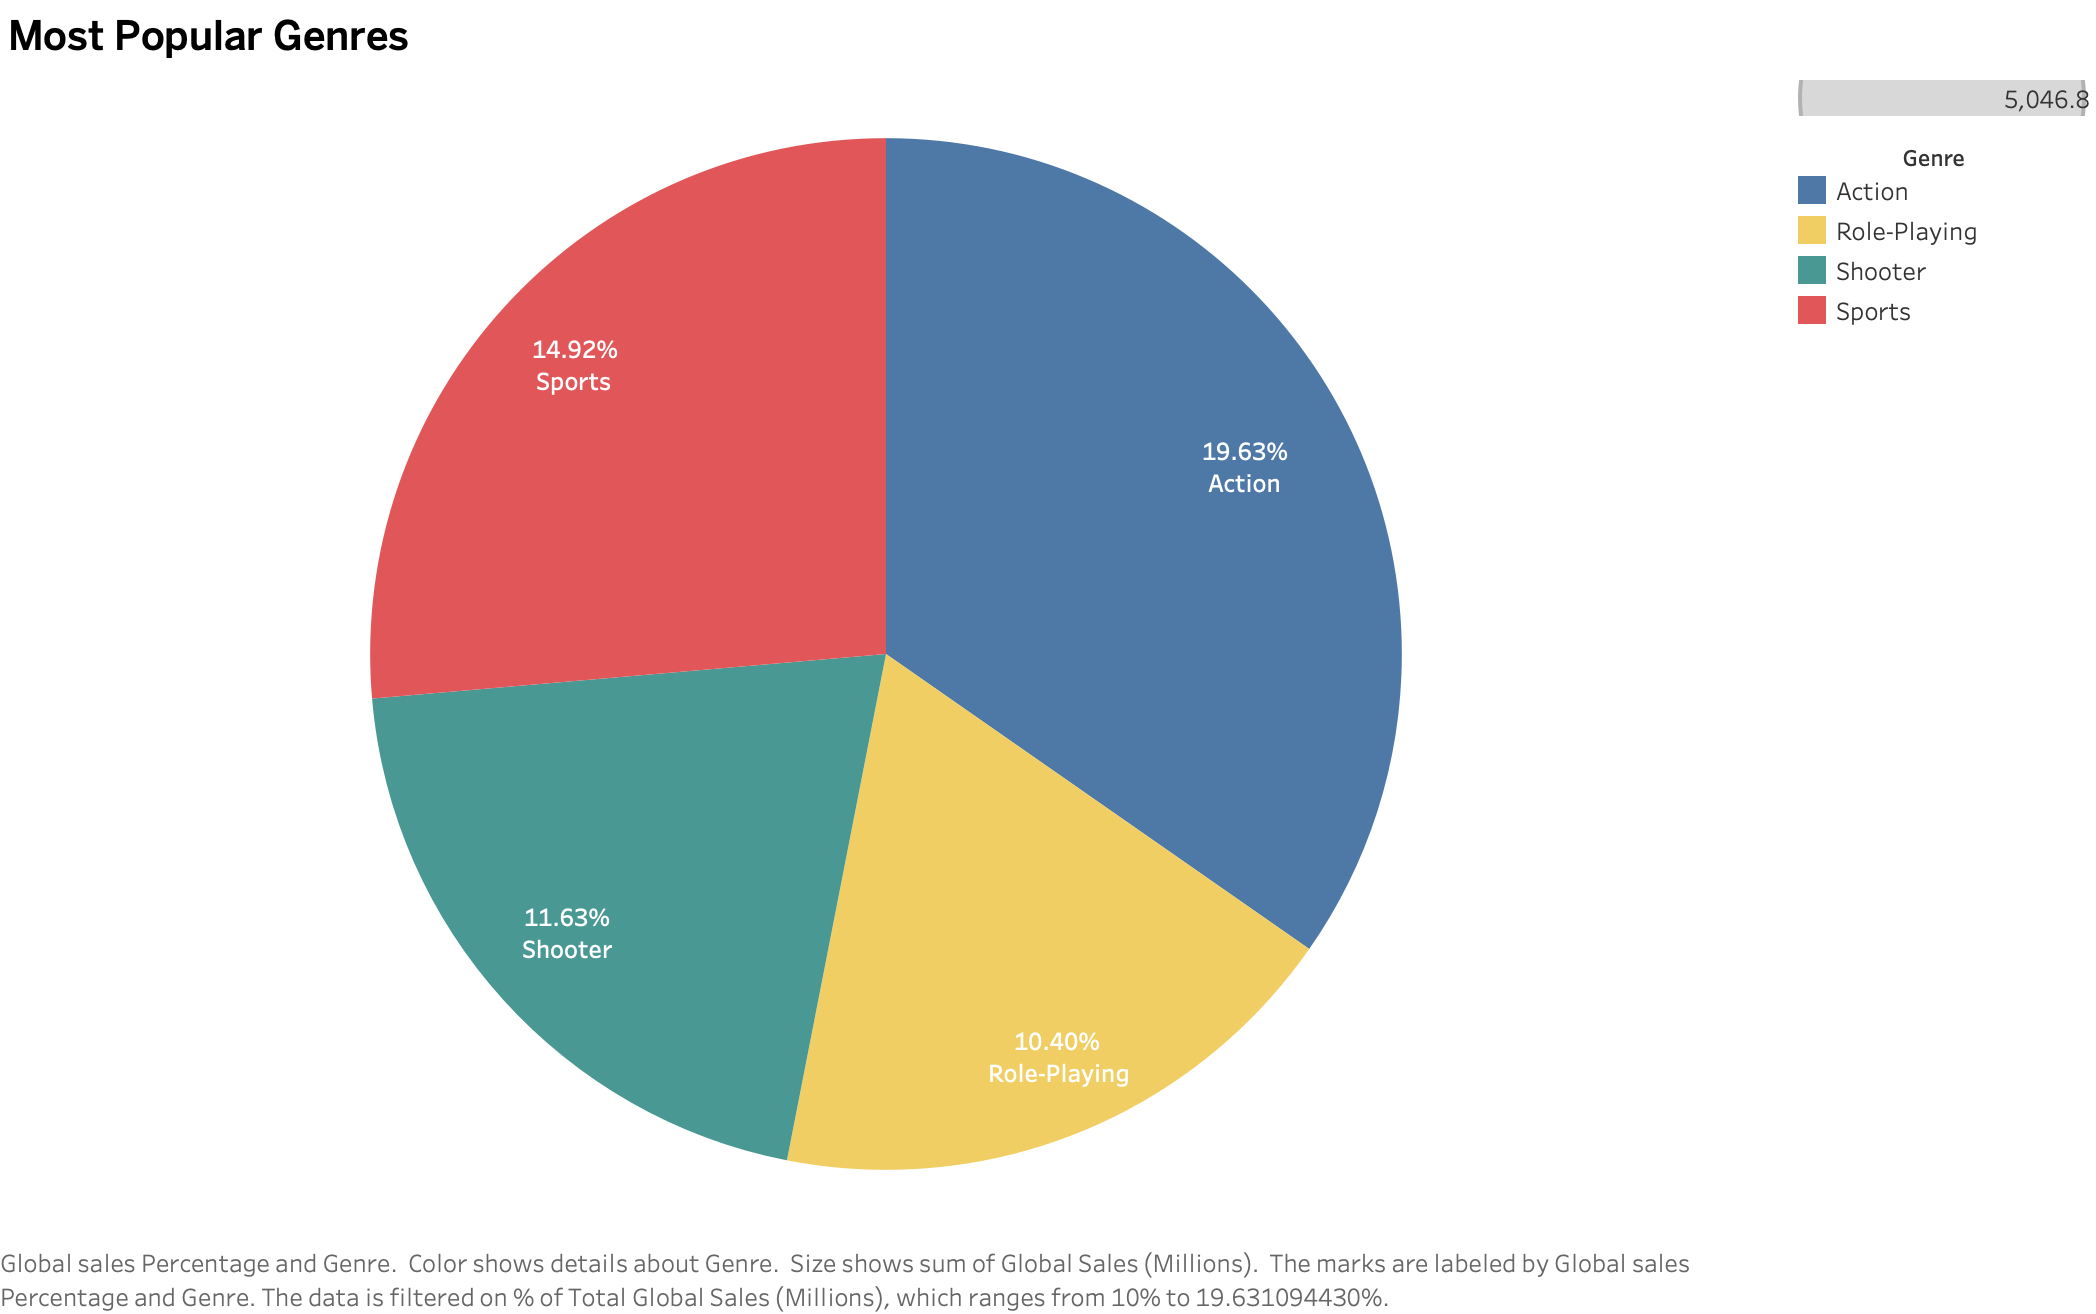 Most Popular Genres
5,046.8
Genre
Action
Role-Playing
Shooter
Sports
14.92%
Sports
19.63%
Action
11.63%
Shooter
10.40%
Role-Playing
Global sales Percentage and Genre.  Color shows details about Genre.  Size shows sum of Global Sales (Millions).  The marks are labeled by Global sales
Percentage and Genre. The data is filtered on % of Total Global Sales (Millions), which ranges from 10% to 19.631094430%.